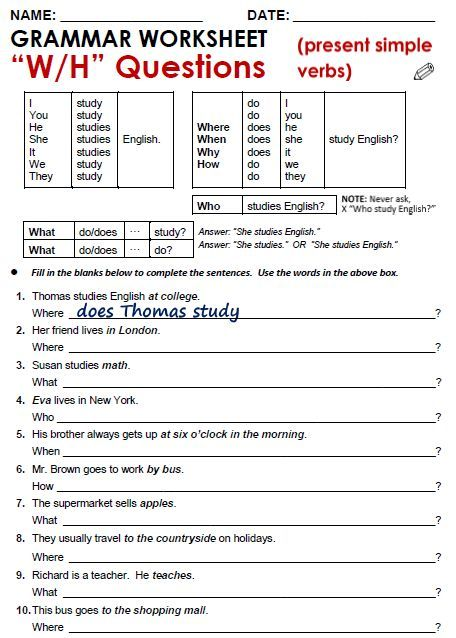 NAME: ____________________ DATE: ____________________
GRAMMAR WORKSHEET
“W/H” Questions
(present simple verbs)
I study
You study
He studies
She studies English.
It studies
We study
They study
do I
do you
Where does he
When does she study English?
Why does it
How do we
do they
Who studies English?
NOTE: Never ask,
X “Who study English?”
What do/does ... study?
What do/does ... do?
Answer: “She studies English.”
Answer: “She studies.” OR “She studies English.”
● Fill in the blanks below to complete the sentences. Use the words in the above box.
1. Thomas studies English at college.
Where does Thomas study ?
2. Her friend lives in London.
Where ?
3. Susan studies math.
What ?
4. Eva lives in New York.
Who ?
5. His brother always gets up at six o’clock in the morning.
When ?
6. Mr. Brown goes to work by bus.
How ?
7. The supermarket sells apples.
What ?
8. They usually travel to the countryside on holidays.
Where ?
9. Richard is a teacher. He teaches.
What ?
10. This bus goes to the shopping mall.
Where ?